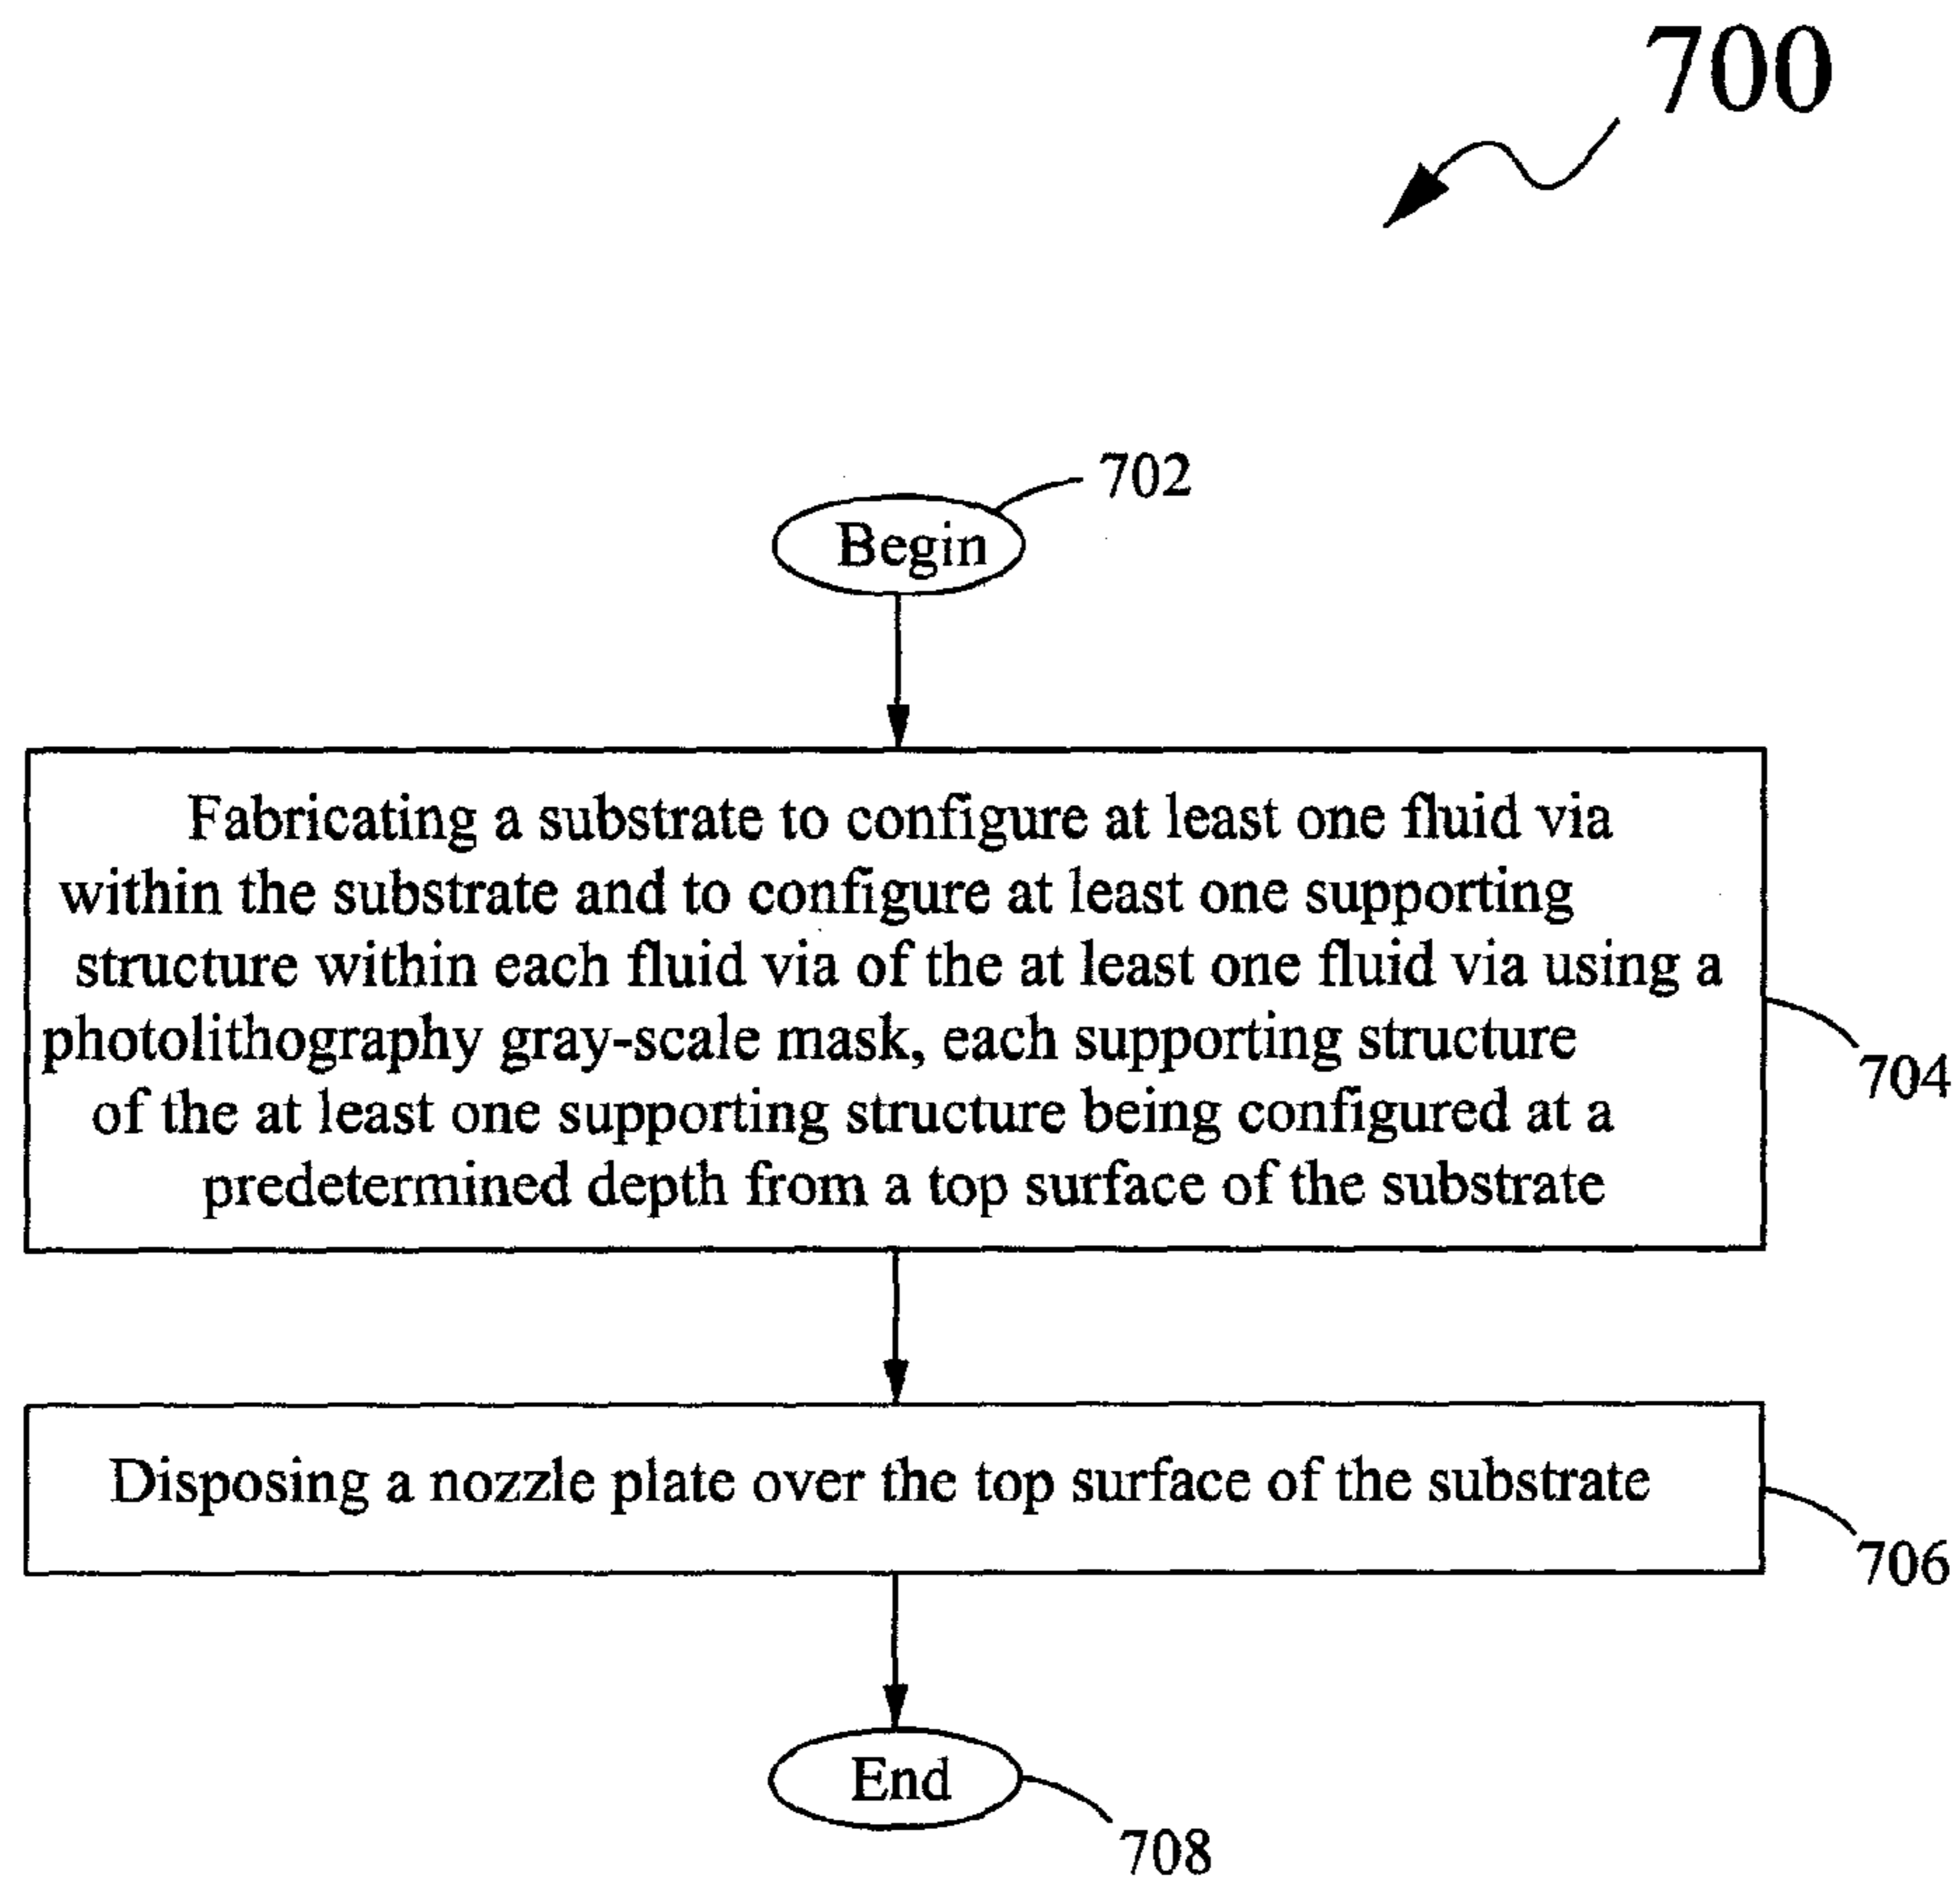 700
702
Begin
Fabricating a substrate to configure at least one fluid via
within the substrate and to configure at least one supporting
structure within each fluid via of the at least one fluid via using a
photolithography gray-scale mask, each supporting structure
of the at least one supporting structure being configured at a
predetermined depth from a top surface of the substrate
704
Disposing a nozzle plate over the top surface of the substrate
706
End
708